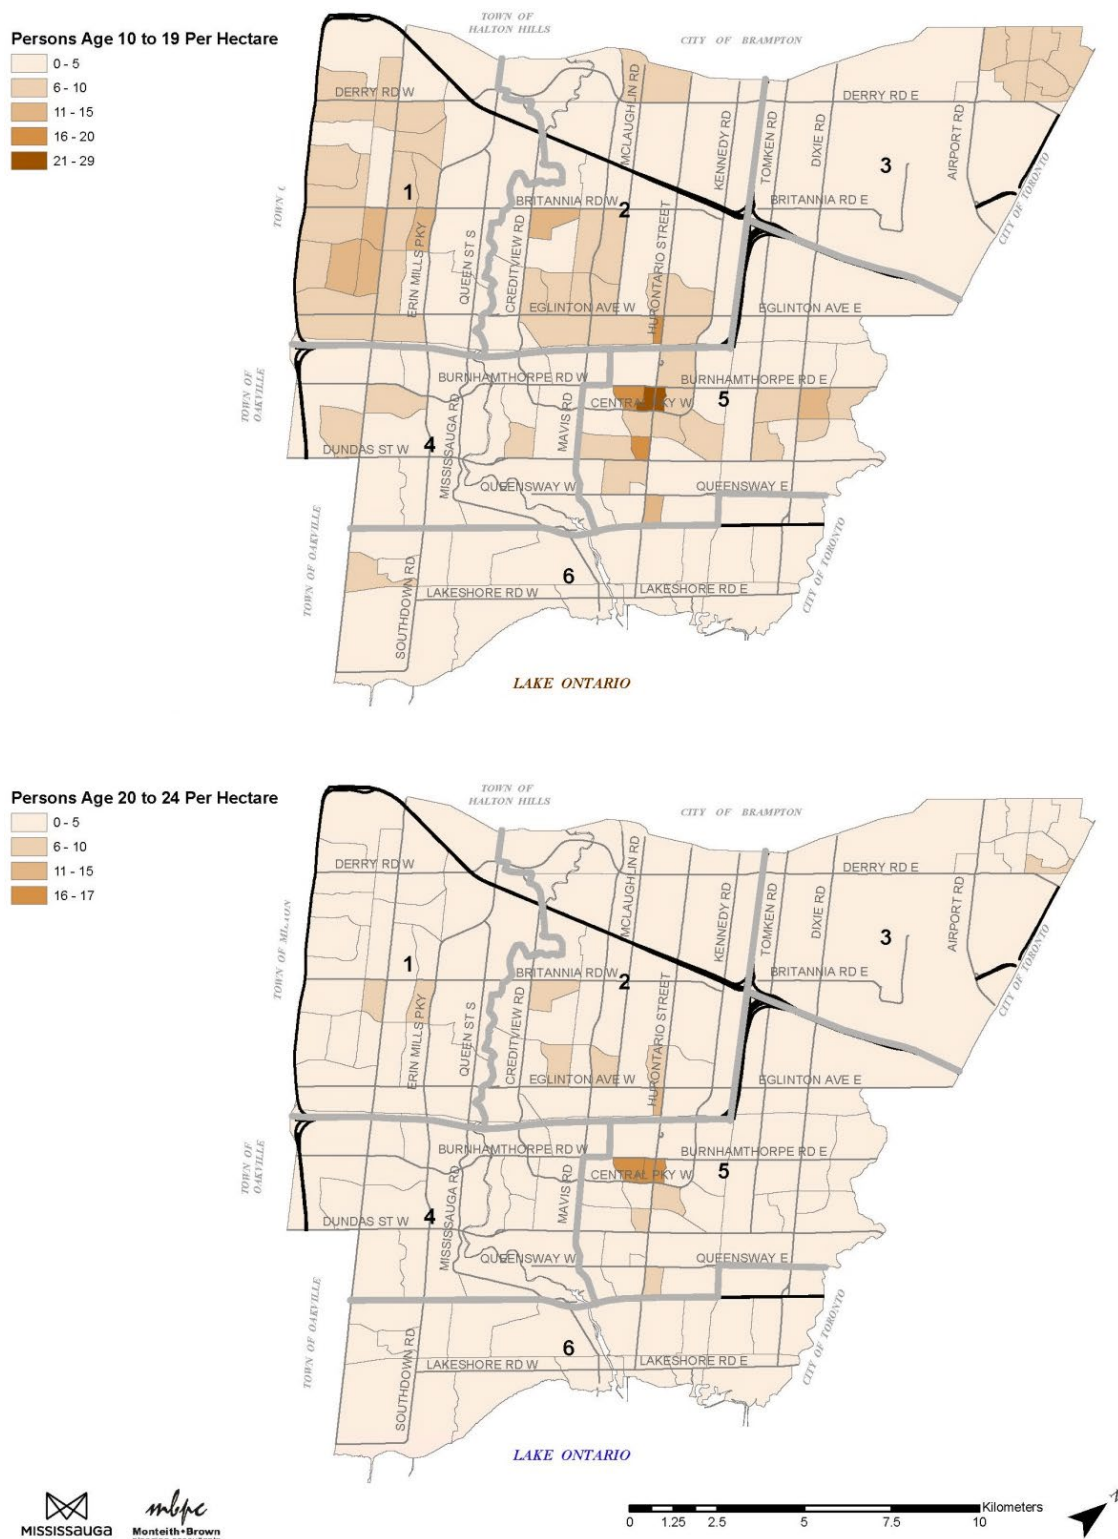 TOWN OF
HALTON HILLS
CITY OF BRAMPTON
Persons Age 10 to 19 Per Hectare
0 - 5
6 - 10
11 - 15
16 - 20
21 - 29
DERRY RD W
MCLAUGHLIN RD
DERRY RD E
KENNEDY RD
TOMKEN RD
DIXIE RD
AIRPORT RD
3
CITY OF TORONTO
1
TOWN
BRITANNIA RD W
2
BRITANNIA RD E
ERIN MILLS PKY
QUEEN ST S
CREDITVIEW RD
HURONTARIO STREET
EGLINTON AVE W
EGLINTON AVE E
BURNHAMTHORPE RD W
BURNHAMTHORPE RD E
TOWN OF
OAKVILLE
CENTRAL PKY W
5
MISSISSAUGA RD
MAVIS RD
4
DUNDAS ST W
QUEENSWAY W
QUEENSWAY E
TOWN OF OAKVILLE
CITY OF TORONTO
6
SOUTHDOWN RD
LAKESHORE RD W
LAKESHORE RD E
LAKE ONTARIO
TOWN OF
HALTON HILLS
CITY OF BRAMPTON
Persons Age 20 to 24 Per Hectare
0 - 5
6 - 10
11 - 15
16 - 17
DERRY RD W
MCLAUGHLIN RD
DERRY RD E
KENNEDY RD
TOMKEN RD
DIXIE RD
AIRPORT RD
3
CITY OF TORONTO
TOWN OF
1
BRITANNIA RD W
2
BRITANNIA RD E
ERIN MILLS PKY
QUEEN ST S
CREDITVIEW RD
HURONTARIO STREET
EGLINTON AVE W
EGLINTON AVE E
BURNHAMTHORPE RD W
BURNHAMTHORPE RD E
TOWN OF
OAKVILLE
CENTRAL PKY W
5
MISSISSAUGA RD
MAVIS RD
4
DUNDAS ST W
QUEENSWAY W
QUEENSWAY E
TOWN OF OAKVILLE
CITY OF TORONTO
6
SOUTHDOWN RD
LAKESHORE RD W
LAKESHORE RD E
LAKE ONTARIO
mbpc
MISSISSAUGA
Monteith•Brown
Kilometers
0 1.25 2.5 5 7.5 10